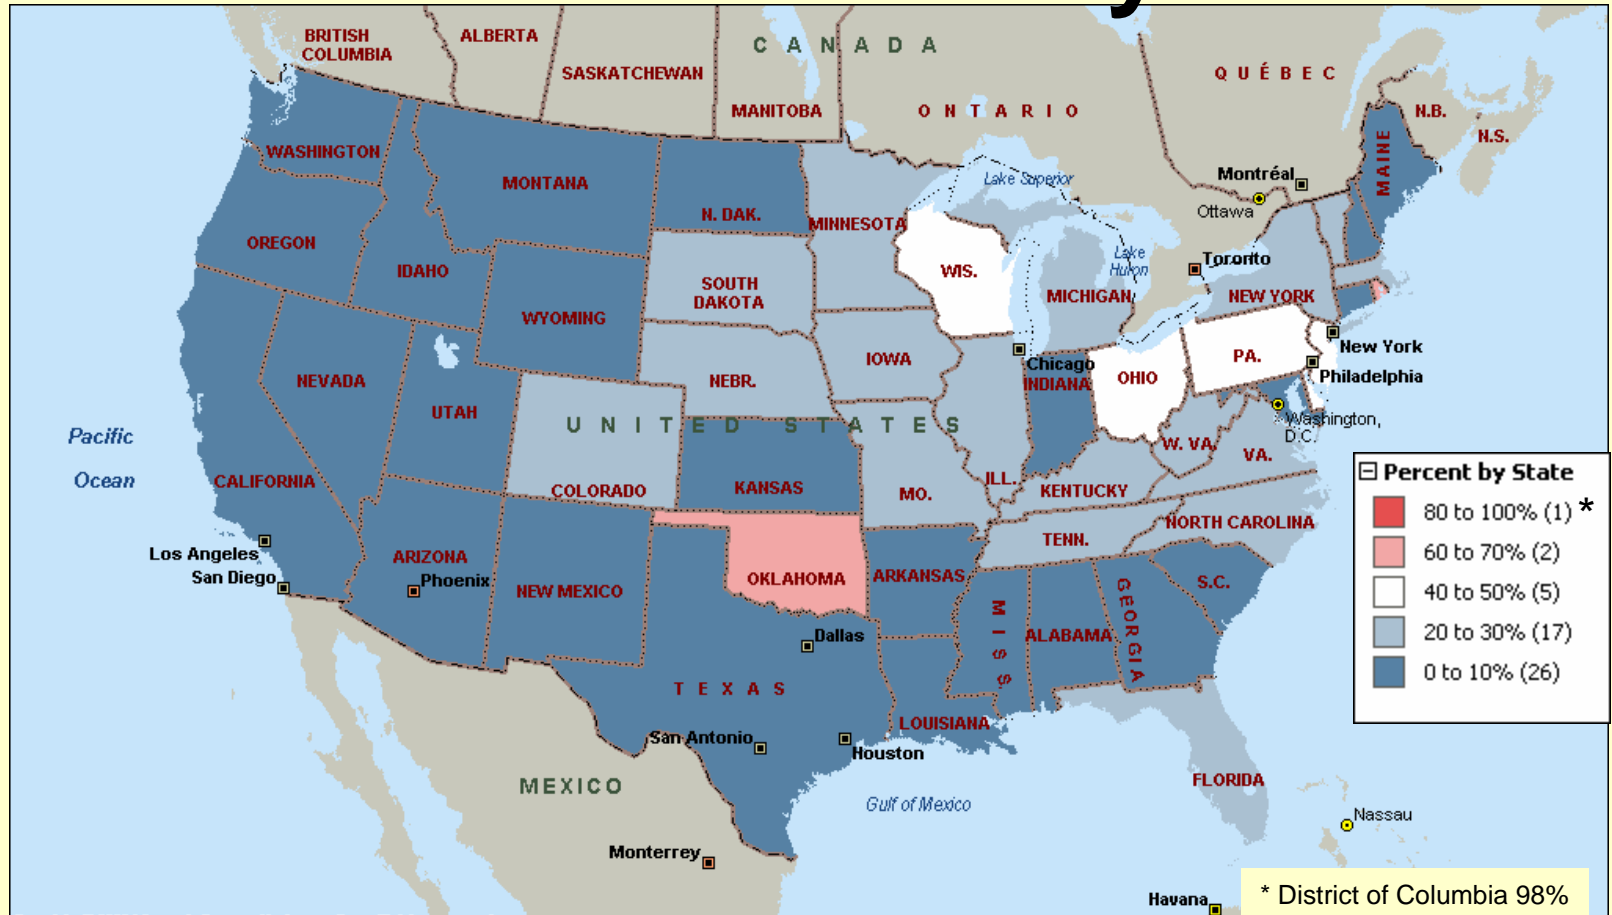 BRITISH
COLUMBIA
ALBERTA
SASKATCHEWAN
MANITOBA
C A N A D A
O N T A R I O
Q U É B E C
N.B.
N.S.
MAINE
WASHINGTON
MONTANA
N. DAK.
MINNESOTA
Lake Superior
Montréal
Ottawa
OREGON
IDAHO
SOUTH
DAKOTA
WIS.
Lake
Huron
Toronto
MICHIGAN
NEW YORK
WYOMING
IOWA
NEBR.
Chicago
INDIANA
OHIO
PA.
New York
Philadelphia
NEVADA
UTAH
U N I T E D S T A T E S
Washington,
D.C.
Pacific
Ocean
CALIFORNIA
COLORADO
KANSAS
MO.
ILL.
KENTUCKY
W. VA.
VA.
NORTH CAROLINA
TENN.
Los Angeles
San Diego
ARIZONA
Phoenix
NEW MEXICO
OKLAHOMA
ARKANSAS
MISS.
ALABAMA
GEORGIA
S.C.
Dallas
T E X A S
San Antonio
Houston
LOUISIANA
FLORIDA
MEXICO
Gulf of Mexico
Monterrey
Nassau
Havana
Percent by State
80 to 100% (1) *
60 to 70% (2)
40 to 50% (5)
20 to 30% (17)
0 to 10% (26)
* District of Columbia 98%